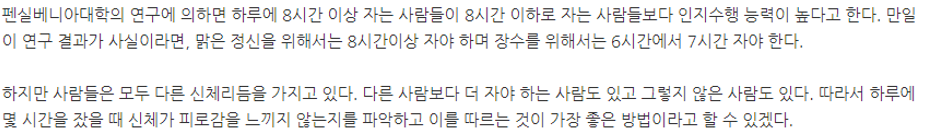 펜실베니아대학의 연구에 의하면 하루에 8시간 이상 자는 사람들이 8시간 이하로 자는 사람들보다 인지수행 능력이 높다고 한다. 만일
이 연구 결과가 사실이라면, 맑은 정신을 위해서는 8시간이상 자야 하며 장수를 위해서는 6시간에서 7시간 자야 한다.
하지만 사람들은 모두 다른 신체리듬을 가지고 있다. 다른 사람보다 더 자야 하는 사람도 있고 그렇지 않은 사람도 있다. 따라서 하루에
몇 시간을 잤을 때 신체가 피로감을 느끼지 않는지를 파악하고 이를 따르는 것이 가장 좋은 방법이라고 할 수 있겠다.